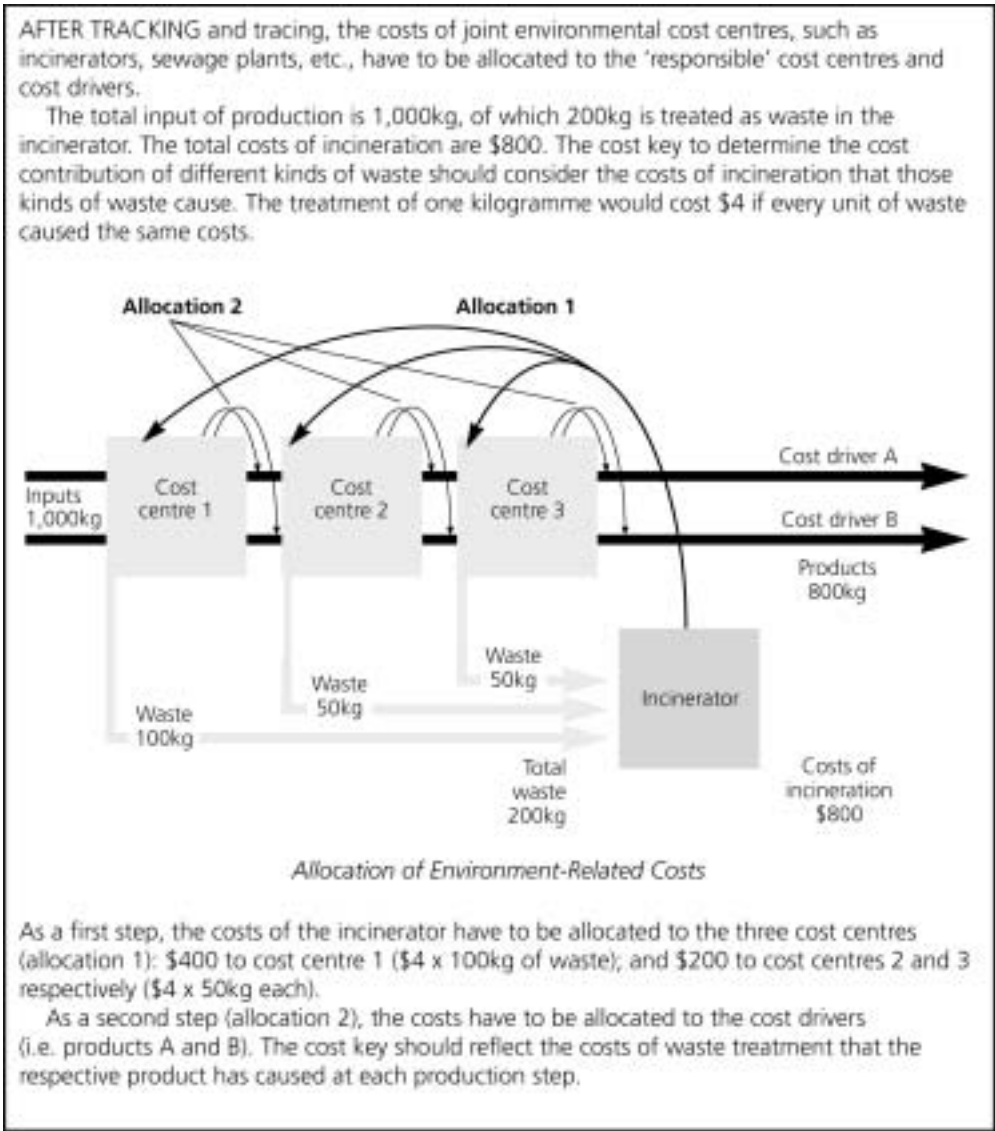 AFTER TRACKING and tracing, the costs of joint environmental cost centres, such as
incinerators, sewage plants, etc., have to be allocated to the ‘responsible’ cost centres and
cost drivers.
The total input of production is 1,000kg, of which 200kg is treated as waste in the
incinerator. The total costs of incineration are $800. The cost key to determine the cost
contribution of different kinds of waste should consider the costs of incineration that those
kinds of waste cause. The treatment of one kilogramme would cost $4 if every unit of waste
caused the same costs.
Allocation 2
Allocation 1
Cost driver A
Inputs
1,000kg
Cost
centre 1
Cost
centre 2
Cost
centre 3
Cost driver B
Products
800kg
Waste
50kg
Waste
50kg
Waste
100kg
Incinerator
Total
waste
200kg
Costs of
incineration
$800
Allocation of Environment-Related Costs
As a first step, the costs of the incinerator have to be allocated to the three cost centres
(allocation 1): $400 to cost centre 1 ($4 x 100kg of waste); and $200 to cost centres 2 and 3
respectively ($4 x 50kg each).
As a second step (allocation 2), the costs have to be allocated to the cost drivers
(i.e. products A and B). The cost key should reflect the costs of waste treatment that the
respective product has caused at each production step.